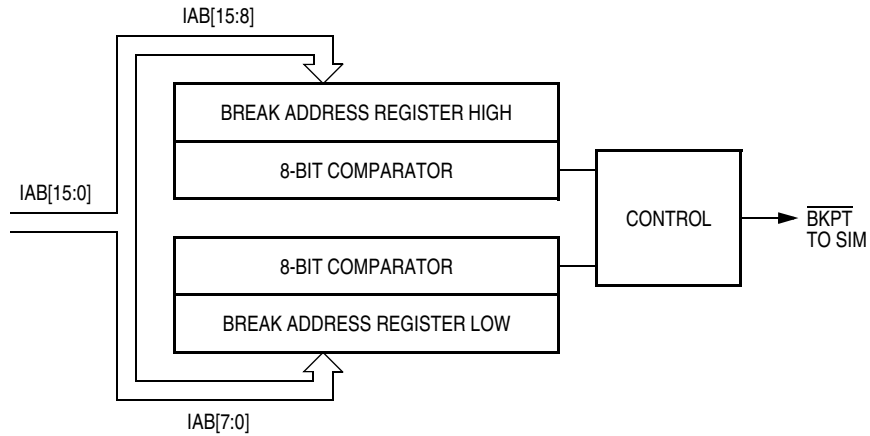 IAB[15:8]
BREAK ADDRESS REGISTER HIGH
8-BIT COMPARATOR
IAB[15:0]
CONTROL
BKPT
TO SIM
8-BIT COMPARATOR
BREAK ADDRESS REGISTER LOW
IAB[7:0]